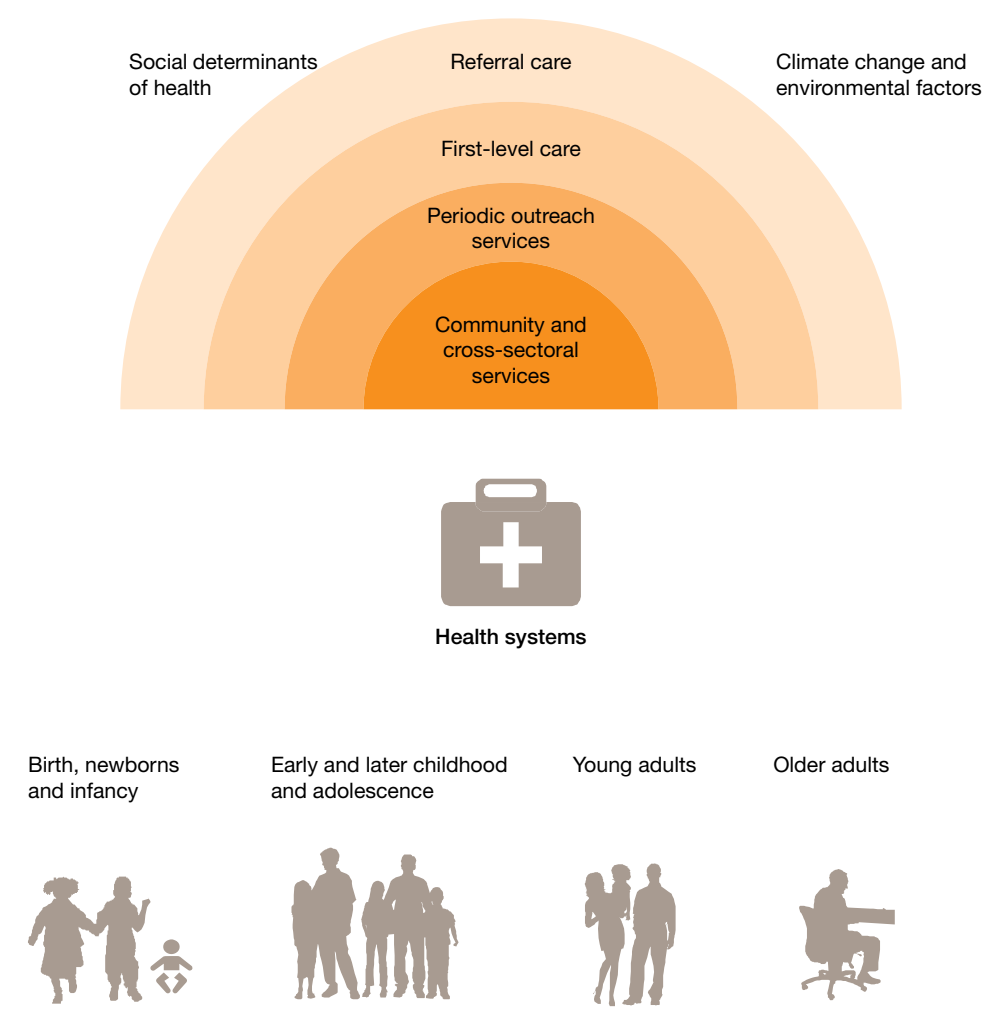 Social determinants
of health
Referral care
Climate change and
environmental factors
First-level care
Periodic outreach
services
Community and
cross-sectoral
services
Health systems
Birth, newborns
and infancy
Early and later childhood
and adolescence
Young adults
Older adults